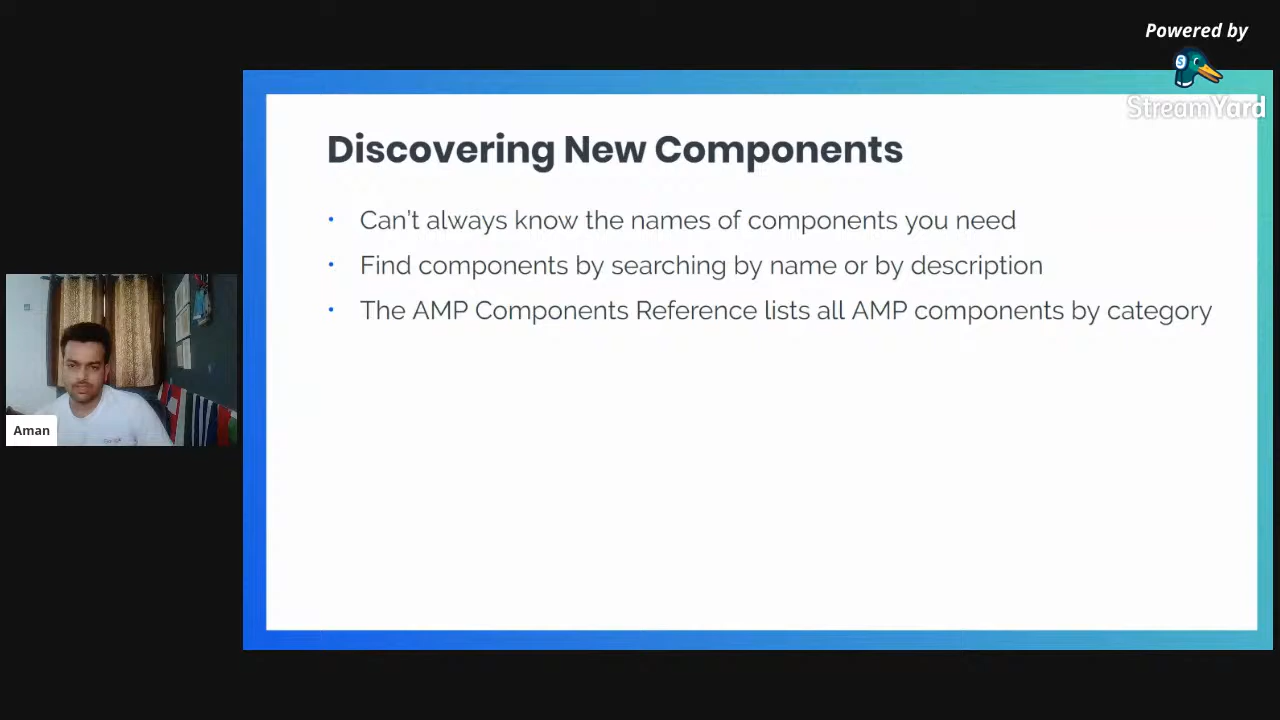 Powered by
StreamYard
Discovering New Components
• Can't always know the names of components you need
• Find components by searching by name or by description
• The AMP Components Reference lists all AMP components by category
Aman